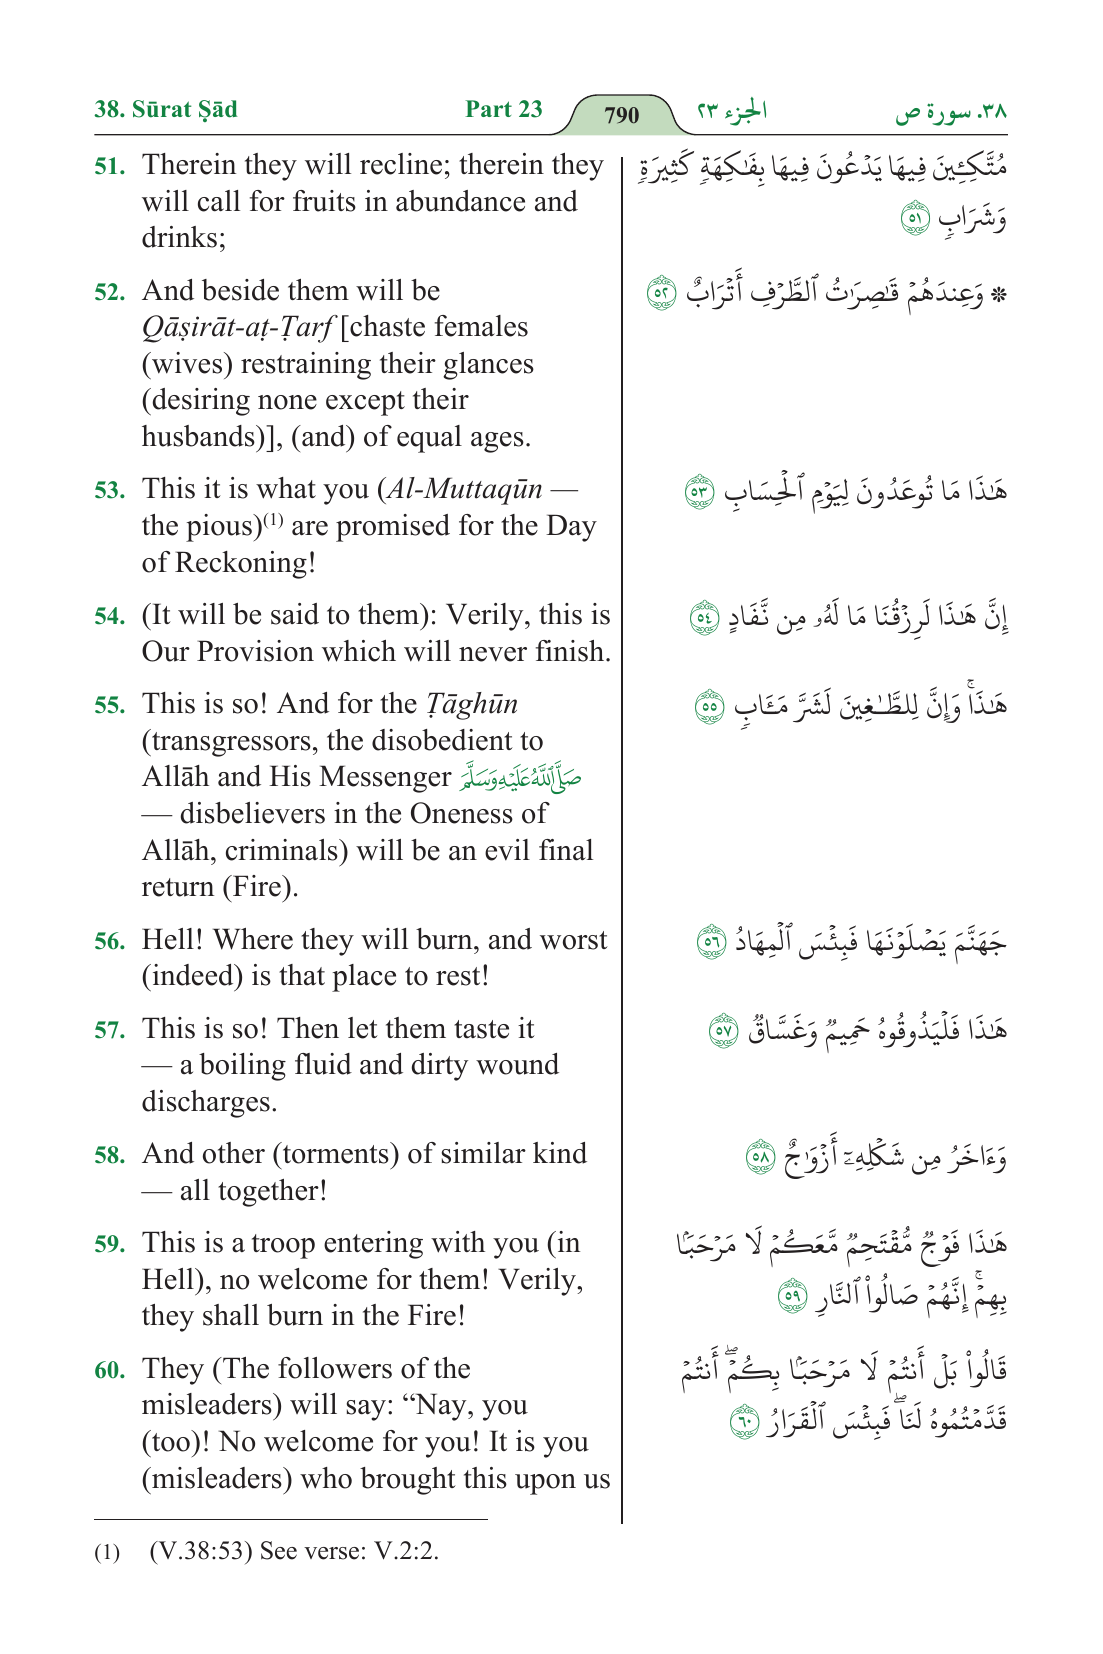 38. Sūrat Ṣād Part 23 790 الجزء ٢٣ ٣٨. سورة ص
51. Therein they will recline; therein they
will call for fruits in abundance and
drinks;
52. And beside them will be
Qāṣirāt-aṭ-Ṭarf [chaste females
(wives) restraining their glances
(desiring none except their
husbands)], (and) of equal ages.
53. This it is what you (Al-Muttaqūn —
the pious)(1) are promised for the Day
of Reckoning!
54. (It will be said to them): Verily, this is
Our Provision which will never finish.
55. This is so! And for the Ṭāghūn
(transgressors, the disobedient to
Allāh and His Messenger صَلَّى اللَّهُ عَلَيْهِ وَسَلَّمَ
— disbelievers in the Oneness of
Allāh, criminals) will be an evil final
return (Fire).
56. Hell! Where they will burn, and worst
(indeed) is that place to rest!
57. This is so! Then let them taste it
— a boiling fluid and dirty wound
discharges.
58. And other (torments) of similar kind
— all together!
59. This is a troop entering with you (in
Hell), no welcome for them! Verily,
they shall burn in the Fire!
60. They (The followers of the
misleaders) will say: “Nay, you
(too)! No welcome for you! It is you
(misleaders) who brought this upon us
مُتَّكِـِٔينَ فِيهَا يَدۡعُونَ فِيهَا بِفَٰكِهَةٖ كَثِيرَةٖ
وَشَرَابٖ ٥١
۞ وَعِندَهُمۡ قَٰصِرَٰتُ ٱلطَّرۡفِ أَتۡرَابٌ ٥٢
هَٰذَا مَا تُوعَدُونَ لِيَوۡمِ ٱلۡحِسَابِ ٥٣
إِنَّ هَٰذَا لَرِزۡقُنَا مَا لَهُۥ مِن نَّفَادٍ ٥٤
هَٰذَاۚ وَإِنَّ لِلطَّٰغِينَ لَشَرَّ مَـَٔابٖ ٥٥
جَهَنَّمَ يَصۡلَوۡنَهَا فَبِئۡسَ ٱلۡمِهَادُ ٥٦
هَٰذَا فَلۡيَذُوقُوهُ حَمِيمٞ وَغَسَّاقٞ ٥٧
وَءَاخَرُ مِن شَكۡلِهِۦٓ أَزۡوَٰجٌ ٥٨
هَٰذَا فَوۡجٞ مُّقۡتَحِمٞ مَّعَكُمۡ لَا مَرۡحَبَۢا
بِهِمۡۚ إِنَّهُمۡ صَالُواْ ٱلنَّارِ ٥٩
قَالُواْ بَلۡ أَنتُمۡ لَا مَرۡحَبَۢا بِكُمۡۖ أَنتُمۡ
قَدَّمۡتُمُوهُ لَنَاۖ فَبِئۡسَ ٱلۡقَرَارُ ٦٠
(1) (V.38:53) See verse: V.2:2.